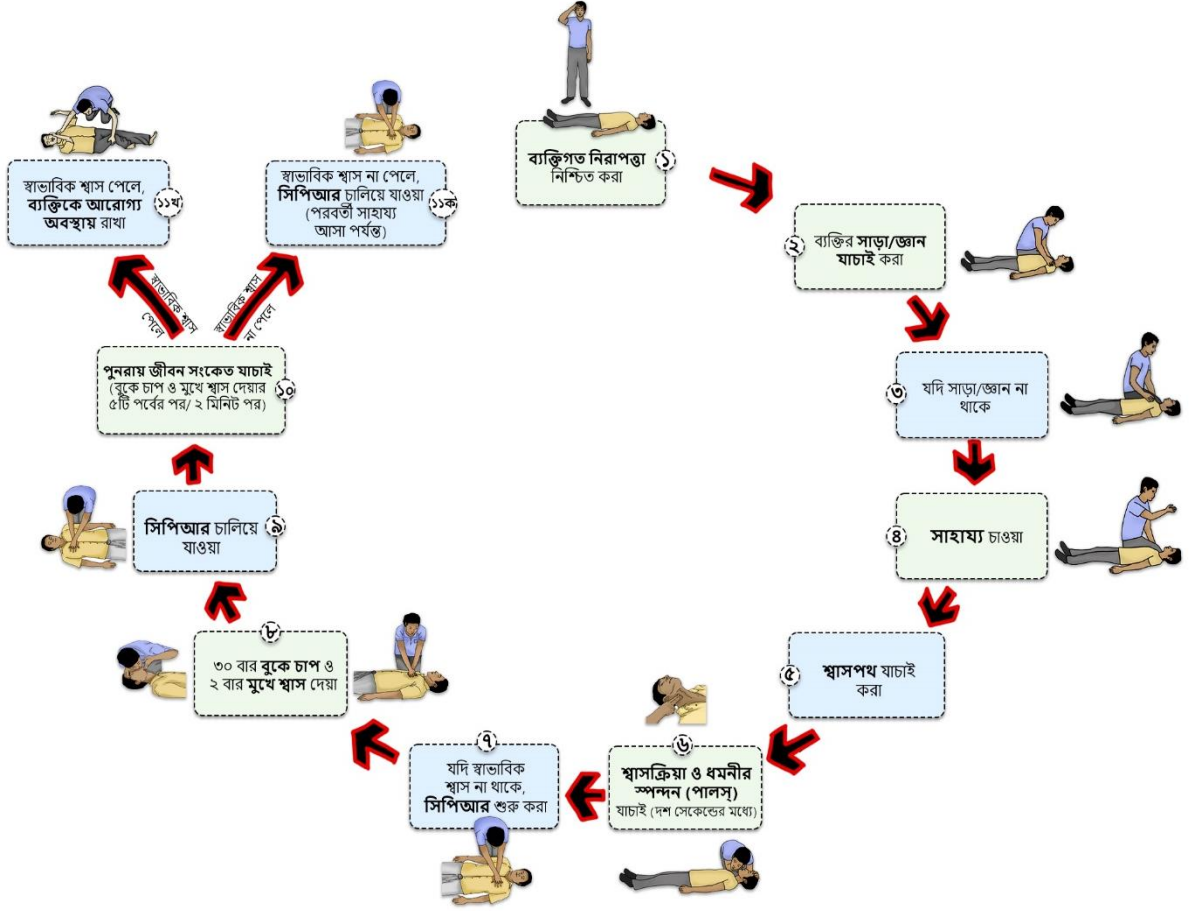 ১
ব্যক্তিগত নিরাপত্তা
নিশ্চিত করা
২
ব্যক্তির সাড়া/জ্ঞান
যাচাই করা
৩
যদি সাড়া/জ্ঞান না
থাকে
৪
সাহায্য চাওয়া
৫
শ্বাসপথ যাচাই
করা
৬
শ্বাসক্রিয়া ও ধমনীর
স্পন্দন (পালস্)
যাচাই (দশ সেকেন্ডের মধ্যে)
৭
যদি স্বাভাবিক
শ্বাস না থাকে,
সিপিআর শুরু করা
৮
৩০ বার বুকে চাপ ও
২ বার মুখে শ্বাস দেয়া
৯
সিপিআর চালিয়ে
যাওয়া
১০
পুনরায় জীবন সংকেত যাচাই
(বুকে চাপ ও মুখে শ্বাস দেয়ার
৫টি পর্বের পর/ ২ মিনিট পর)
স্বাভাবিক শ্বাস
না পেলে
১১ক
স্বাভাবিক শ্বাস না পেলে,
সিপিআর চালিয়ে যাওয়া
(পরবর্তী সাহায্য
আসা পর্যন্ত)
স্বাভাবিক শ্বাস
পেলে
১১খ
স্বাভাবিক শ্বাস পেলে,
ব্যক্তিকে আরোগ্য
অবস্থায় রাখা